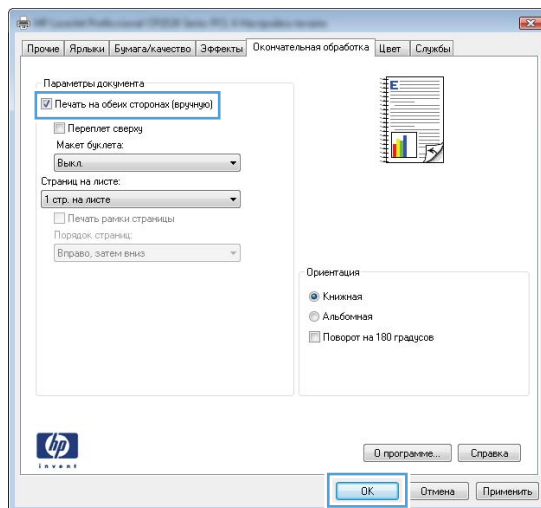 Прочие Ярлыки Бумага/качество Эффекты Окончательная обработка Цвет Службы
Параметры документа
Печать на обеих сторонах (вручную)
Переплет сверху
Макет буклета:
Выкл.
Страниц на листе:
1 стр. на листе
Печать рамки страницы
Порядок страниц:
Вправо, затем вниз
E
Ориентация
Книжная
Альбомная
Поворот на 180 градусов
hp
invent
О программе... Справка
OK Отмена Применить